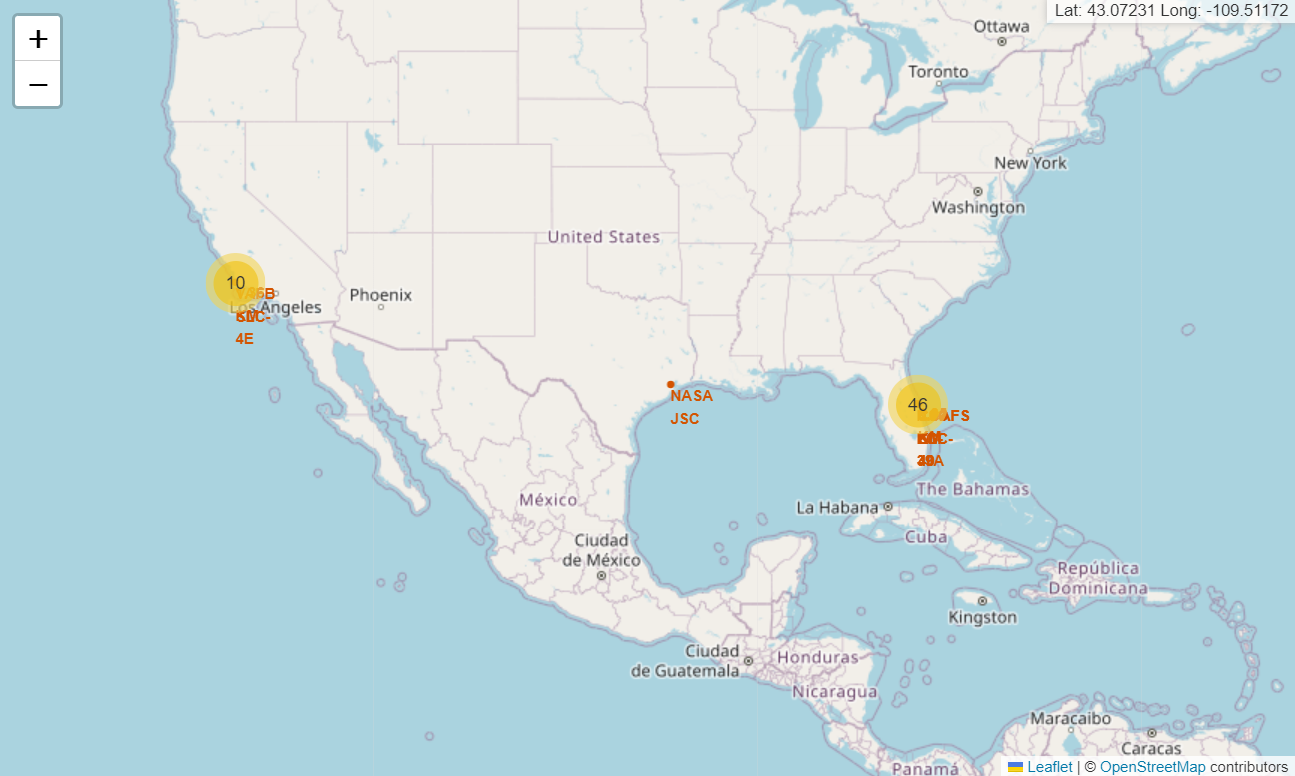 +
−
Lat: 43.07231 Long: -109.51172
Ottawa
Toronto
New York
Washington
United States
10
Phoenix
Los Angeles
4E
NASA
JSC
46
México
The Bahamas
La Habana
Cuba
Ciudad
de México
República
Dominicana
Kingston
Ciudad
de Guatemala
Honduras
Nicaragua
Maracaibo
Caracas
Panamá
Leaflet | © OpenStreetMap contributors